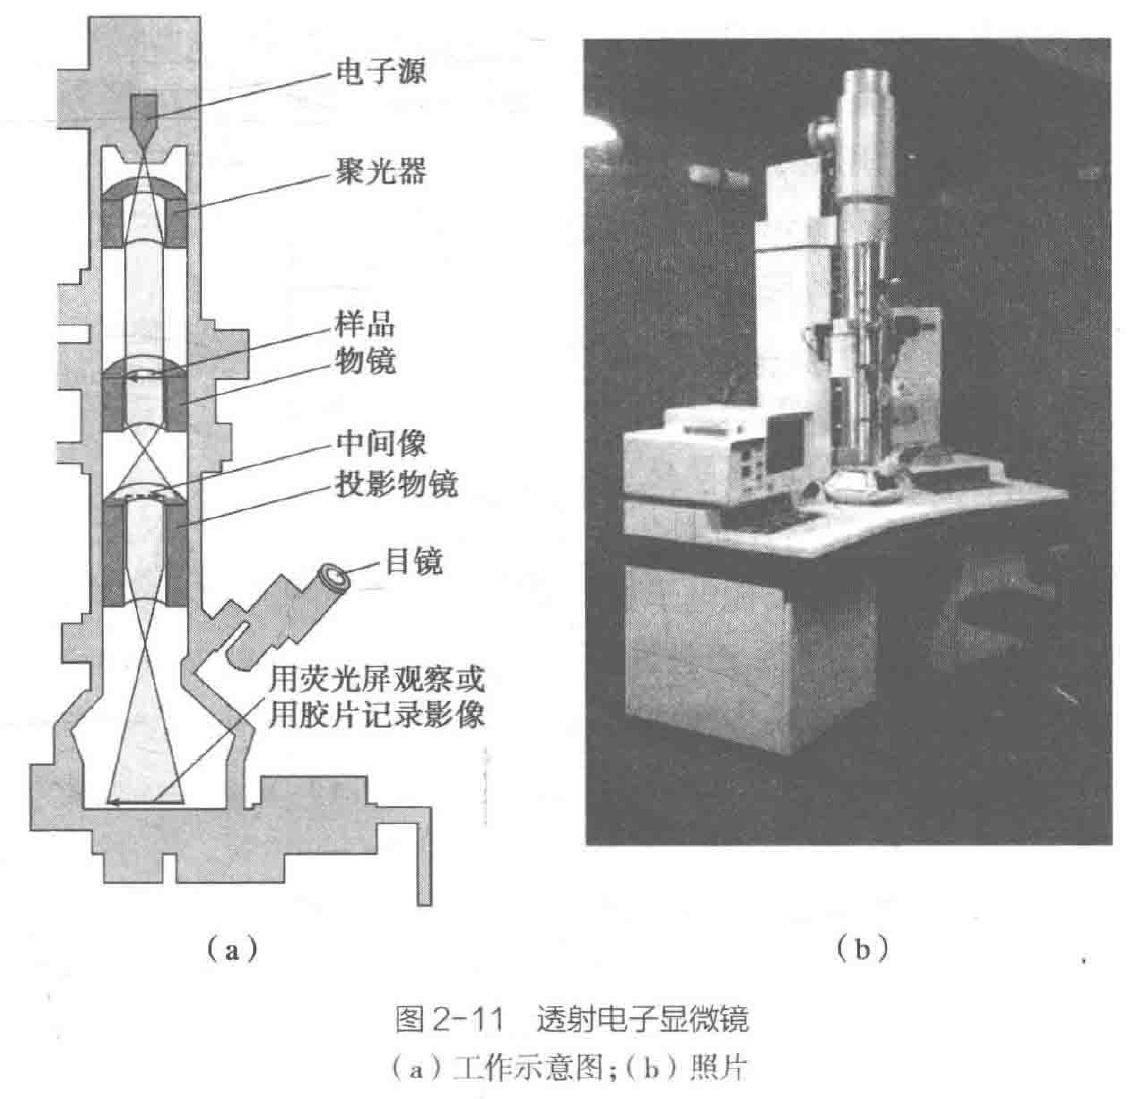 电子源
聚光器
样品
物镜
中间像
投影物镜
目镜
用荧光屏观察或
用胶片记录影像
(a)
(b)
图 2-11 透射电子显微镜
(a)工作示意图;(b)照片